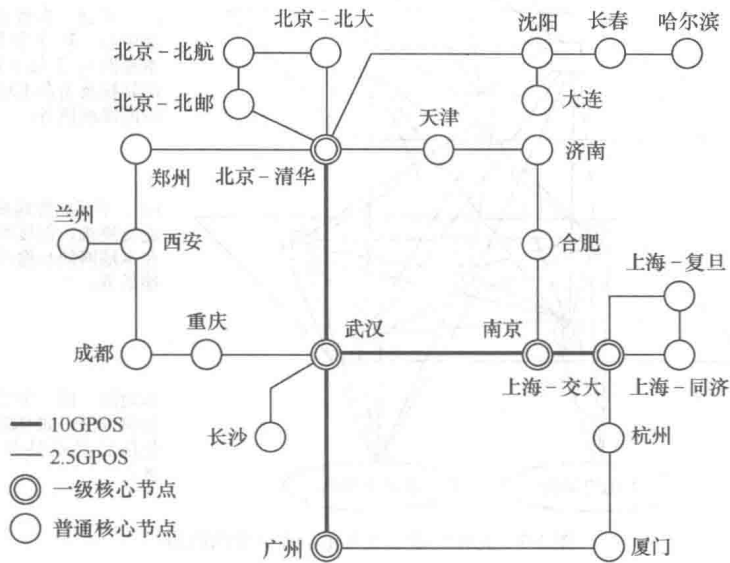 北京－北大
沈阳
长春
哈尔滨
北京－北航
北京－北邮
大连
天津
郑州
北京－清华
济南
兰州
西安
合肥
上海－复旦
重庆
武汉
南京
成都
上海－交大
上海－同济
10GPOS
长沙
杭州
2.5GPOS
一级核心节点
普通核心节点
广州
厦门